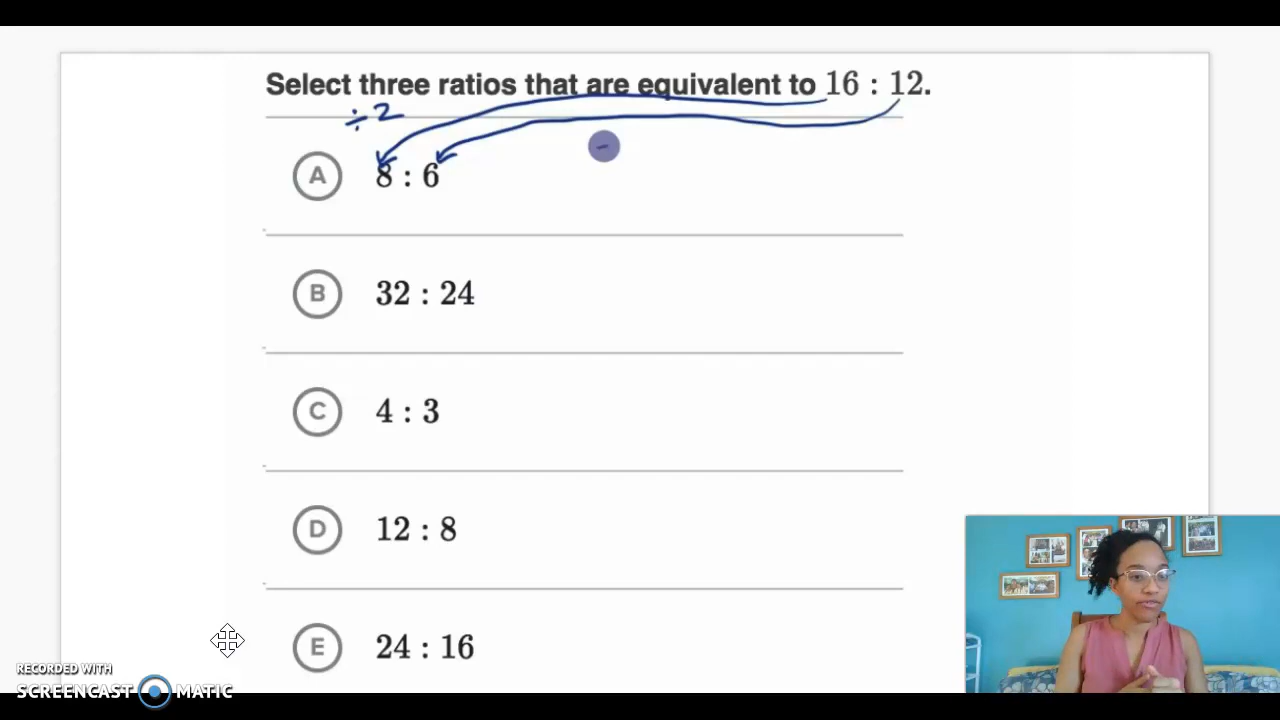 Select three ratios that are equivalent to 16 : 12.
÷2
A 8 : 6
B 32 : 24
C 4 : 3
D 12 : 8
E 24 : 16
RECORDED WITH
SCREENCAST MATIC